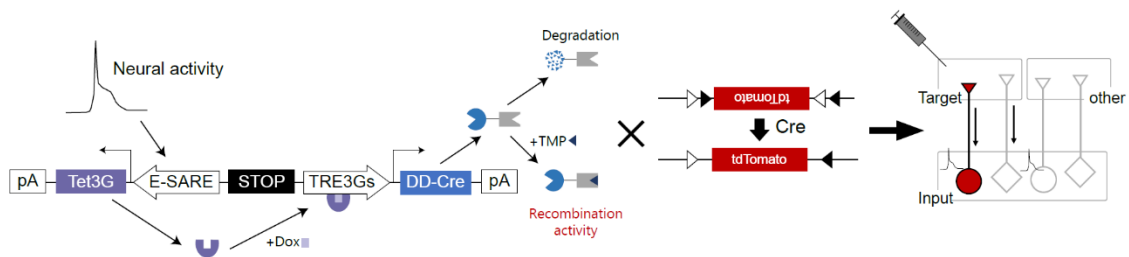 Neural activity
Degradation
+TMP
Recombination
activity
pA
Tet3G
E-SARE
STOP
TRE3Gs
DD-Cre
pA
+Dox
tdTomato
Cre
tdTomato
Target
other
Input